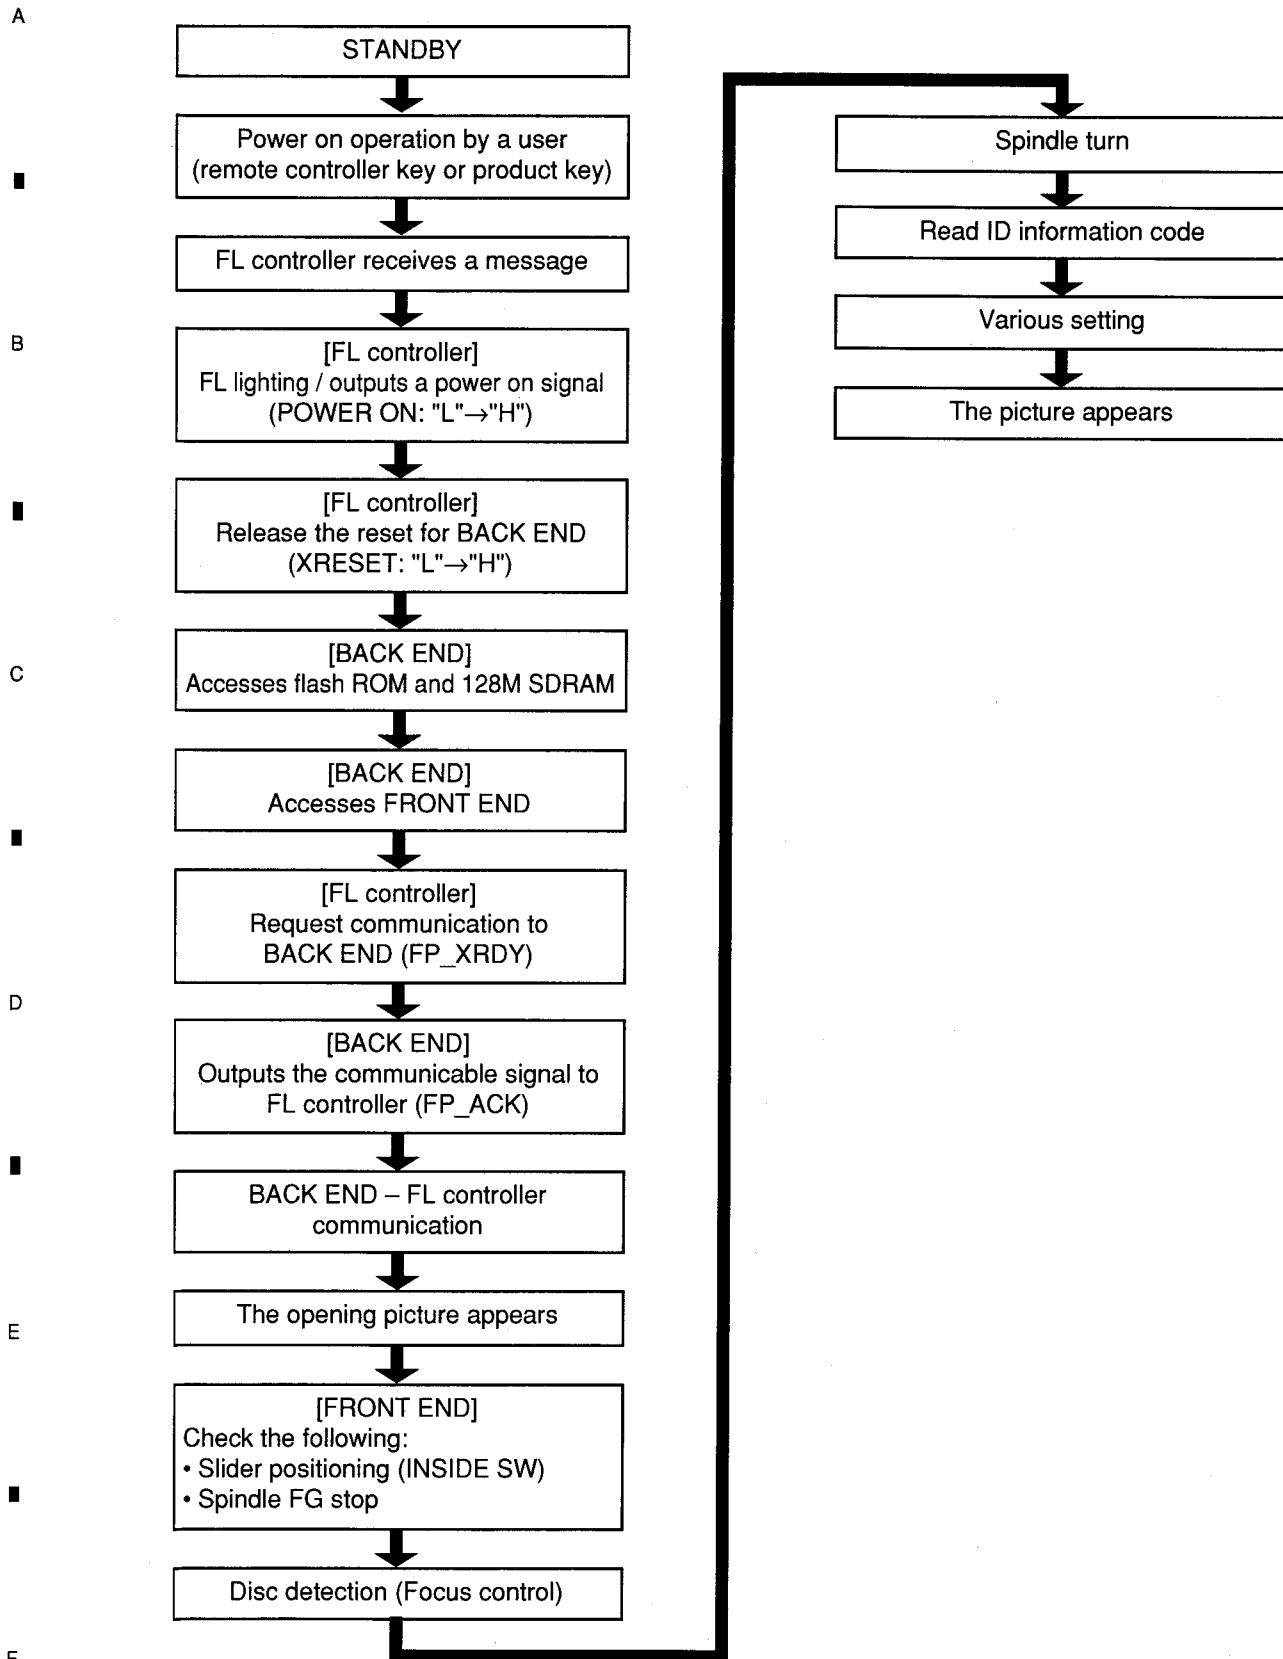 A
STANDBY
Power on operation by a user
(remote controller key or product key)
FL controller receives a message
B
[FL controller]
FL lighting / outputs a power on signal
(POWER ON: "L"→"H")
[FL controller]
Release the reset for BACK END
(XRESET: "L"→"H")
C
[BACK END]
Accesses flash ROM and 128M SDRAM
[BACK END]
Accesses FRONT END
[FL controller]
Request communication to
BACK END (FP_XRDY)
D
[BACK END]
Outputs the communicable signal to
FL controller (FP_ACK)
BACK END – FL controller
communication
The opening picture appears
E
[FRONT END]
Check the following:
• Slider positioning (INSIDE SW)
• Spindle FG stop
Disc detection (Focus control)
Spindle turn
Read ID information code
Various setting
The picture appears